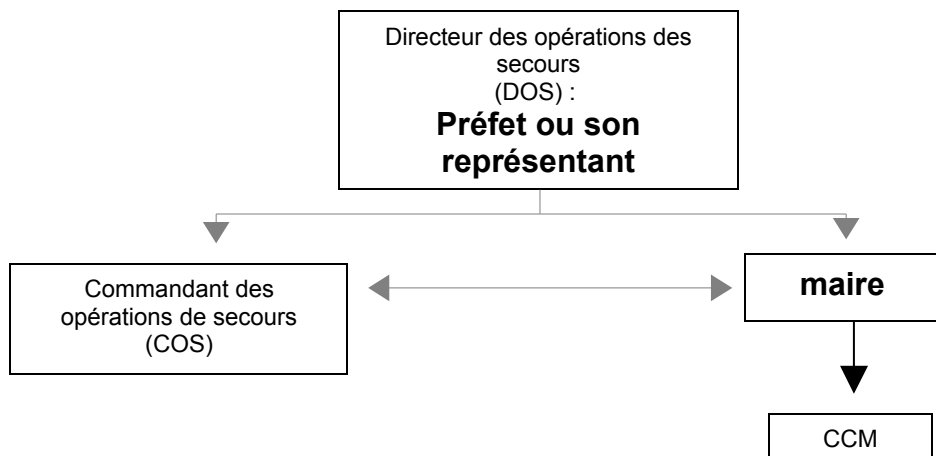 Directeur des opérations des
secours
(DOS) :
Préfet ou son
représentant
Commandant des
opérations de secours
(COS)
maire
CCM